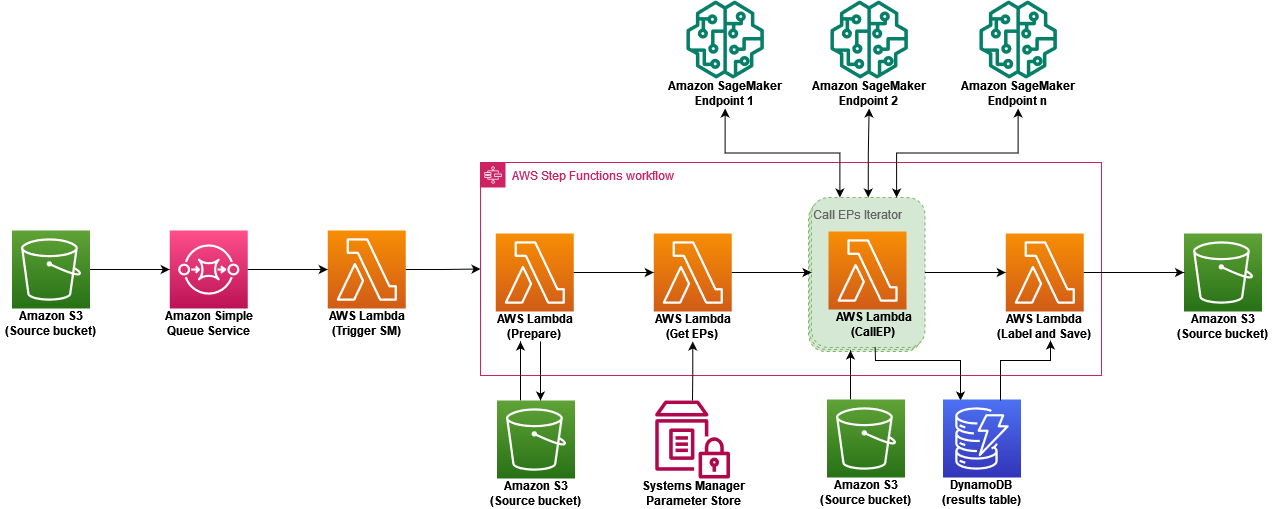 Amazon SageMaker
Endpoint 1
Amazon SageMaker
Endpoint 2
Amazon SageMaker
Endpoint n
AWS Step Functions workflow
Call EPs Iterator
Amazon S3
(Source bucket)
Amazon Simple
Queue Service
AWS Lambda
(Trigger SM)
AWS Lambda
(Prepare)
AWS Lambda
(Get EPs)
AWS Lambda
(CallEP)
AWS Lambda
(Label and Save)
Amazon S3
(Source bucket)
Amazon S3
(Source bucket)
Systems Manager
Parameter Store
Amazon S3
(Source bucket)
DynamoDB
(results table)